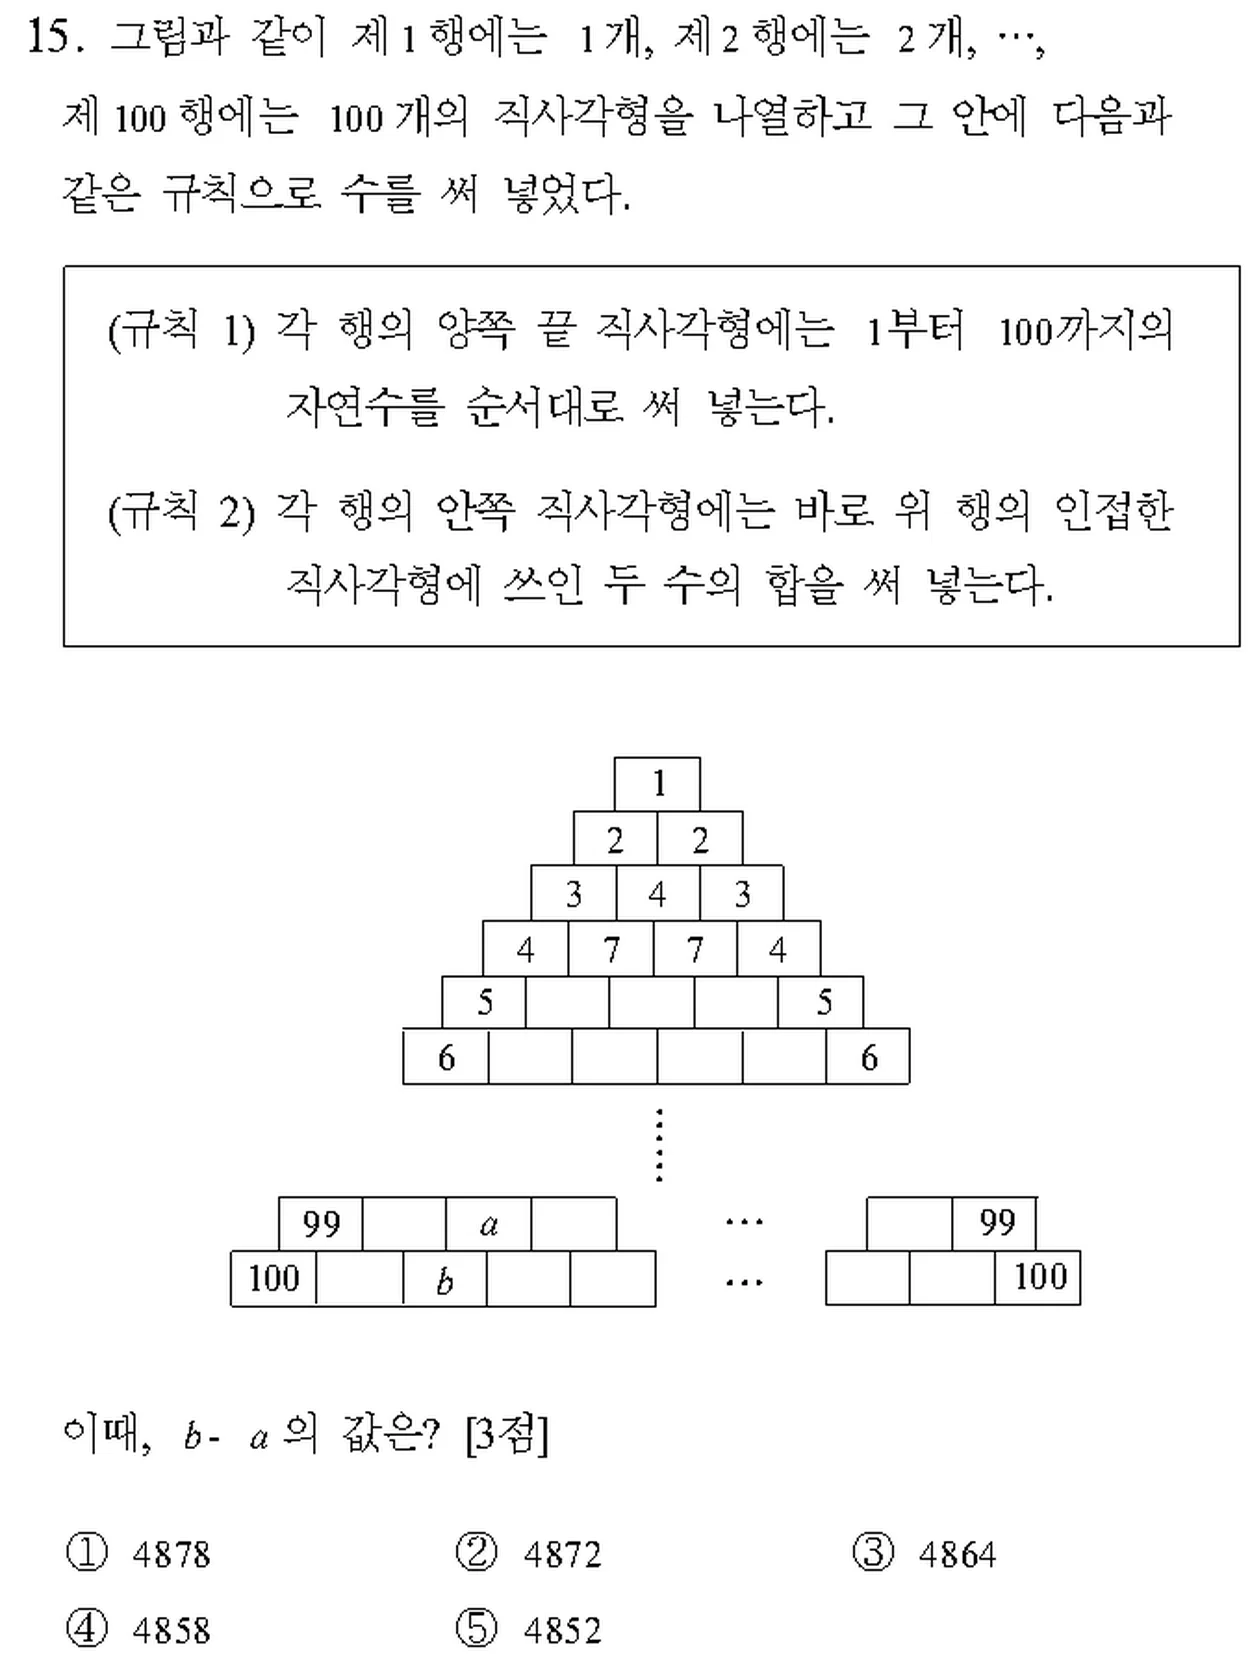 15. 그림과 같이 제 1 행에는 1 개, 제 2 행에는 2 개, ⋯,
제 100 행에는 100 개의 직사각형을 나열하고 그 안에 다음과
같은 규칙으로 수를 써 넣었다.
(규칙 1) 각 행의 양쪽 끝 직사각형에는 1부터 100까지의
자연수를 순서대로 써 넣는다.
(규칙 2) 각 행의 안쪽 직사각형에는 바로 위 행의 인접한
직사각형에 쓰인 두 수의 합을 써 넣는다.
1
2 2
3 4 3
4 7 7 4
5 5
6 6
99 a ⋯ 99
100 b ⋯ 100
이때, b - a 의 값은? [3점]
① 4878 ② 4872 ③ 4864
④ 4858 ⑤ 4852